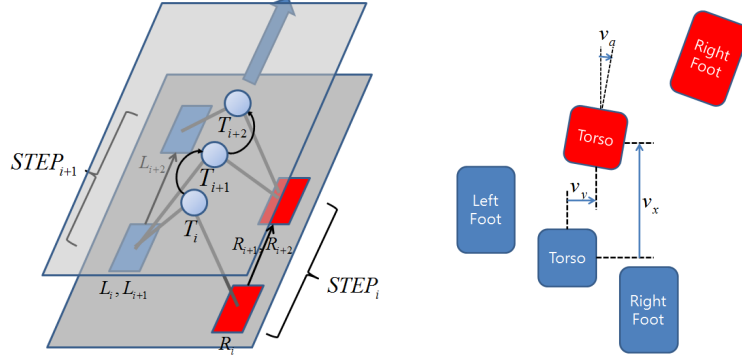 STEP_{i+1}
L_{i+2}
T_{i+2}
T_{i+1}
T_i
R_{i+1}, R_{i+2}
L_i, L_{i+1}
STEP_i
R_i
v_a
Right
Foot
Torso
Left
Foot
v_y
v_x
Torso
Right
Foot